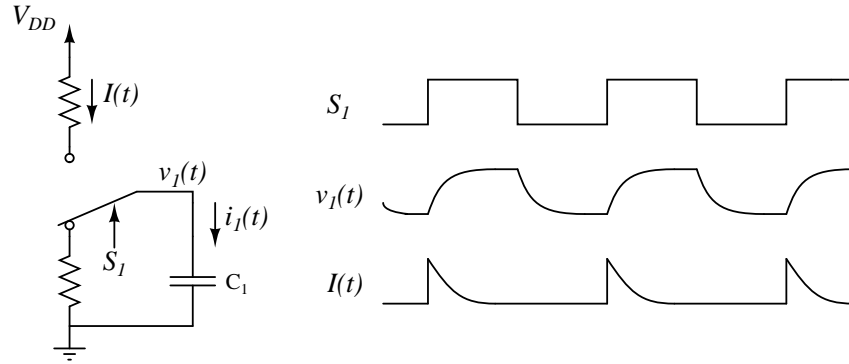 V_DD
I(t)
v_1(t)
i_1(t)
S_1
C_1
S_1
v_1(t)
I(t)